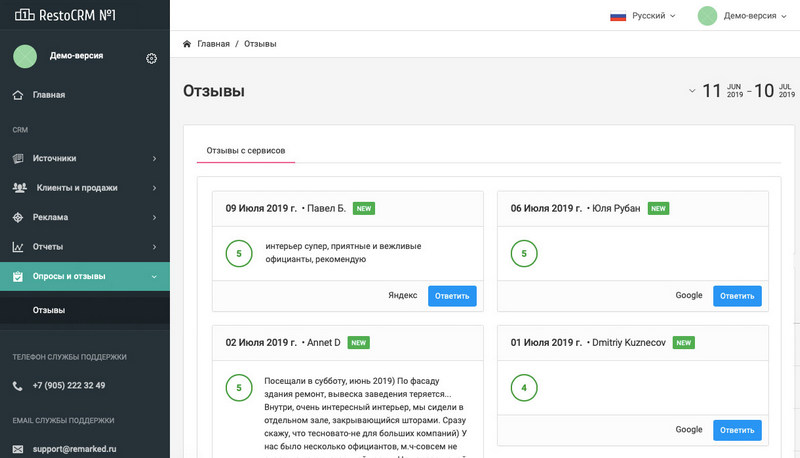 RestoCRM №1
Русский
Демо-версия
Демо-версия
Главная / Отзывы
Отзывы
11 JUN 2019 – 10 JUL 2019
Главная
CRM
Источники
Клиенты и продажи
Реклама
Отчеты
Опросы и отзывы
Отзывы
ТЕЛЕФОН СЛУЖБЫ ПОДДЕРЖКИ
+7 (905) 222 32 49
EMAIL СЛУЖБЫ ПОДДЕРЖКИ
support@remarked.ru
Отзывы с сервисов
09 Июля 2019 г. • Павел Б. NEW
5
интерьер супер, приятные и вежливые
официанты, рекомендую
Яндекс Ответить
06 Июля 2019 г. • Юля Рубан NEW
5
Google Ответить
02 Июля 2019 г. • Annet D NEW
5
Посещали в субботу, июнь 2019) По фасаду
здания ремонт, вывеска заведения теряется...
Внутри, очень интересный интерьер, мы сидели в
отдельном зале, закрывающийся шторами. Сразу
скажу, что тесновато-не для больших компаний) У
нас было несколько официантов, м.ч-совсем не
01 Июля 2019 г. • Dmitriy Kuznecov NEW
4
Google Ответить